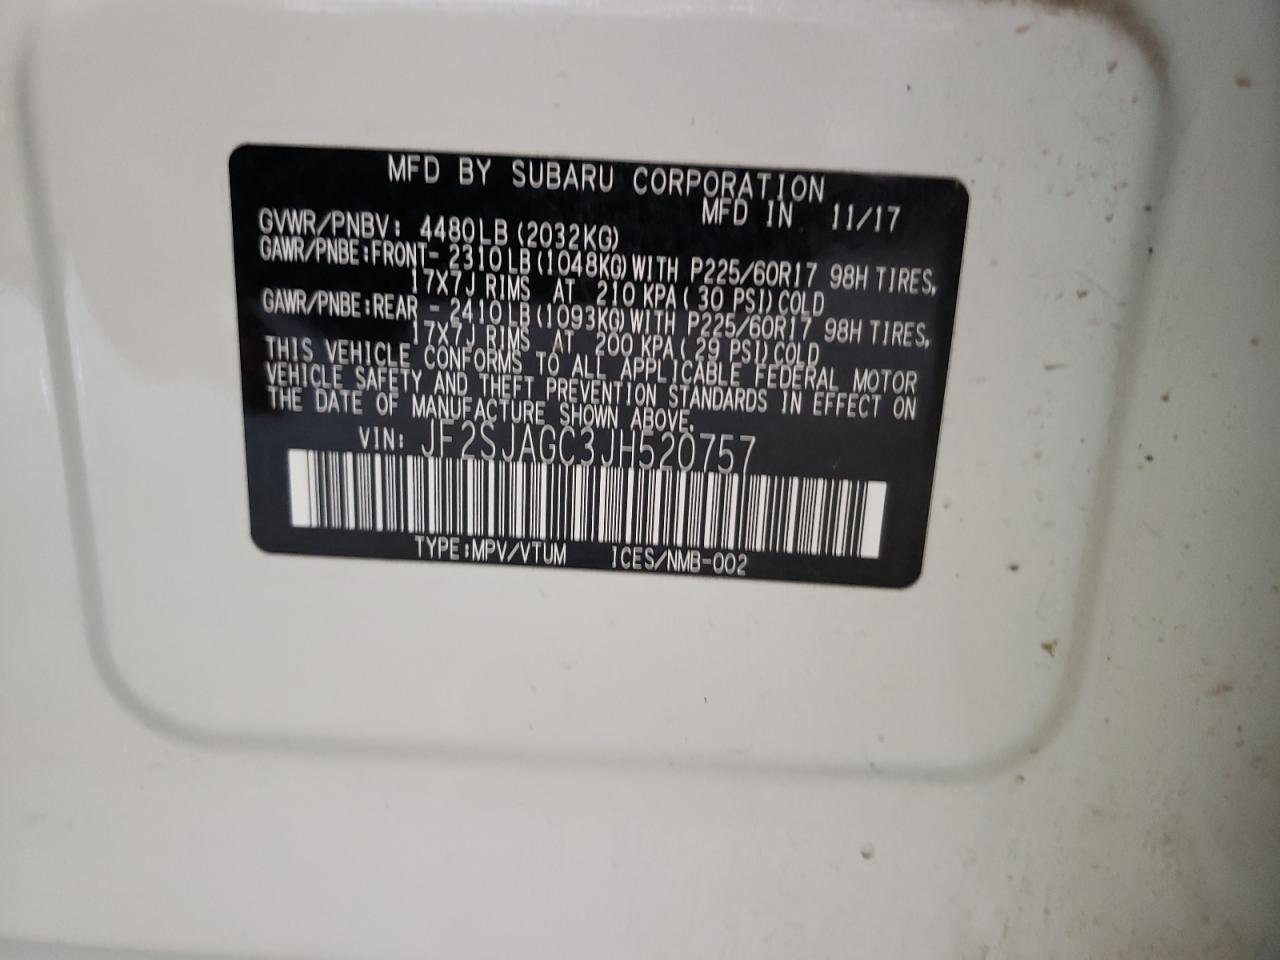 MFD BY SUBARU CORPORATION
MFD IN 11/17
GVWR/PNBV: 4480LB(2032KG)
GAWR/PNBE:FRONT- 2310LB(1048KG)WITH P225/60R17 98H TIRES,
17X7J RIMS AT 210 KPA( 30 PSI)COLD
GAWR/PNBE:REAR - 2410LB(1093KG)WITH P225/60R17 98H TIRES,
17X7J RIMS AT 200 KPA( 29 PSI)COLD
THIS VEHICLE CONFORMS TO ALL APPLICABLE FEDERAL MOTOR
VEHICLE SAFETY AND THEFT PREVENTION STANDARDS IN EFFECT ON
THE DATE OF MANUFACTURE SHOWN ABOVE.
VIN: JF2SJAGC3JH520757
TYPE:MPV/VTUM ICES/NMB-002